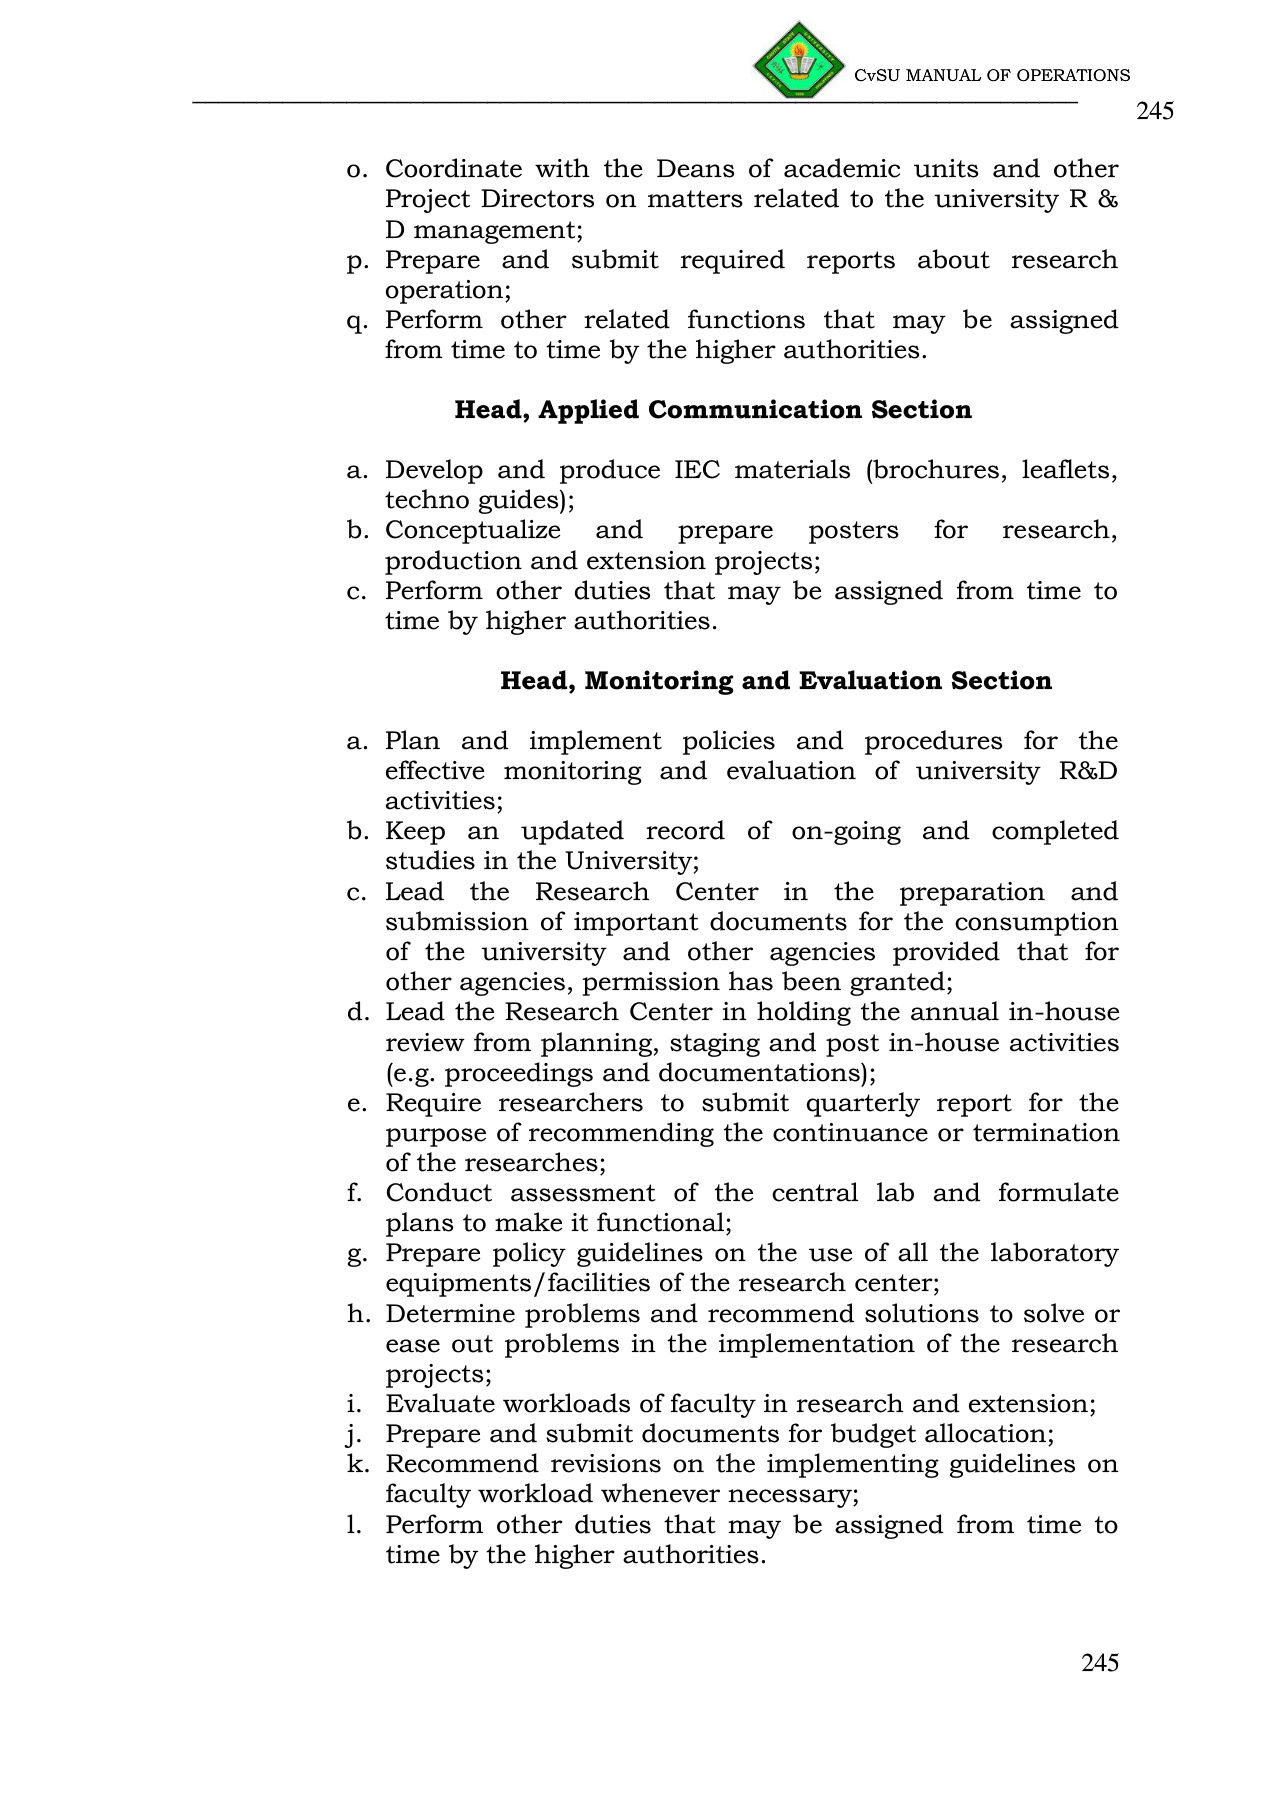 CvSU MANUAL OF OPERATIONS
245
o. Coordinate with the Deans of academic units and other
Project Directors on matters related to the university R &
D management;
p. Prepare and submit required reports about research
operation;
q. Perform other related functions that may be assigned
from time to time by the higher authorities.
Head, Applied Communication Section
a. Develop and produce IEC materials (brochures, leaflets,
techno guides);
b. Conceptualize and prepare posters for research,
production and extension projects;
c. Perform other duties that may be assigned from time to
time by higher authorities.
Head, Monitoring and Evaluation Section
a. Plan and implement policies and procedures for the
effective monitoring and evaluation of university R&D
activities;
b. Keep an updated record of on-going and completed
studies in the University;
c. Lead the Research Center in the preparation and
submission of important documents for the consumption
of the university and other agencies provided that for
other agencies, permission has been granted;
d. Lead the Research Center in holding the annual in-house
review from planning, staging and post in-house activities
(e.g. proceedings and documentations);
e. Require researchers to submit quarterly report for the
purpose of recommending the continuance or termination
of the researches;
f. Conduct assessment of the central lab and formulate
plans to make it functional;
g. Prepare policy guidelines on the use of all the laboratory
equipments/facilities of the research center;
h. Determine problems and recommend solutions to solve or
ease out problems in the implementation of the research
projects;
i. Evaluate workloads of faculty in research and extension;
j. Prepare and submit documents for budget allocation;
k. Recommend revisions on the implementing guidelines on
faculty workload whenever necessary;
l. Perform other duties that may be assigned from time to
time by the higher authorities.
245